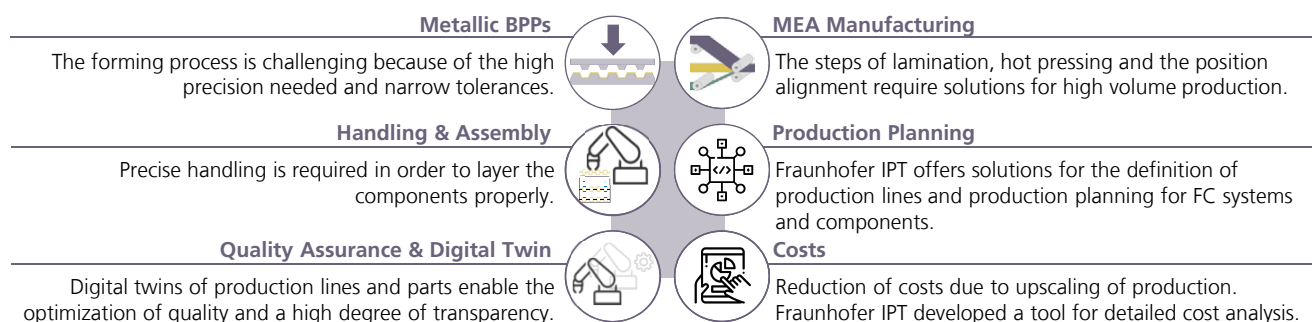 Metallic BPPs
The forming process is challenging because of the high
precision needed and narrow tolerances.
MEA Manufacturing
The steps of lamination, hot pressing and the position
alignment require solutions for high volume production.
Handling & Assembly
Precise handling is required in order to layer the
components properly.
Production Planning
Fraunhofer IPT offers solutions for the definition of
production lines and production planning for FC systems
and components.
</>
Quality Assurance & Digital Twin
Digital twins of production lines and parts enable the
optimization of quality and a high degree of transparency.
Costs
Reduction of costs due to upscaling of production.
Fraunhofer IPT developed a tool for detailed cost analysis.